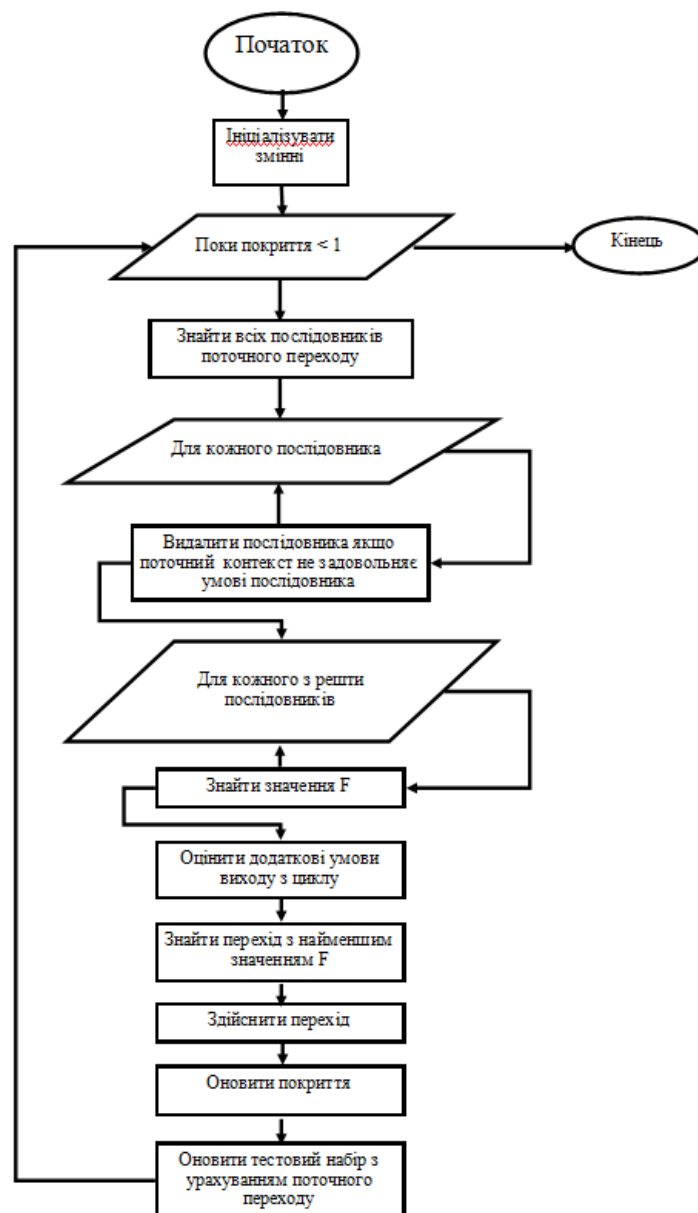 Початок
Ініціалізувати
змінні
Поки покриття < 1
Кінець
Знайти всіх послідовників
поточного переходу
Для кожного послідовника
Видалити послідовника якщо
поточний контекст не задовольняє
умові послідовника
Для кожного з решти
послідовників
Знайти значення F
Оцінити додаткові умови
виходу з циклу
Знайти перехід з найменшим
значенням F
Здійснити перехід
Оновити покриття
Оновити тестовий набір з
урахуванням поточного
переходу